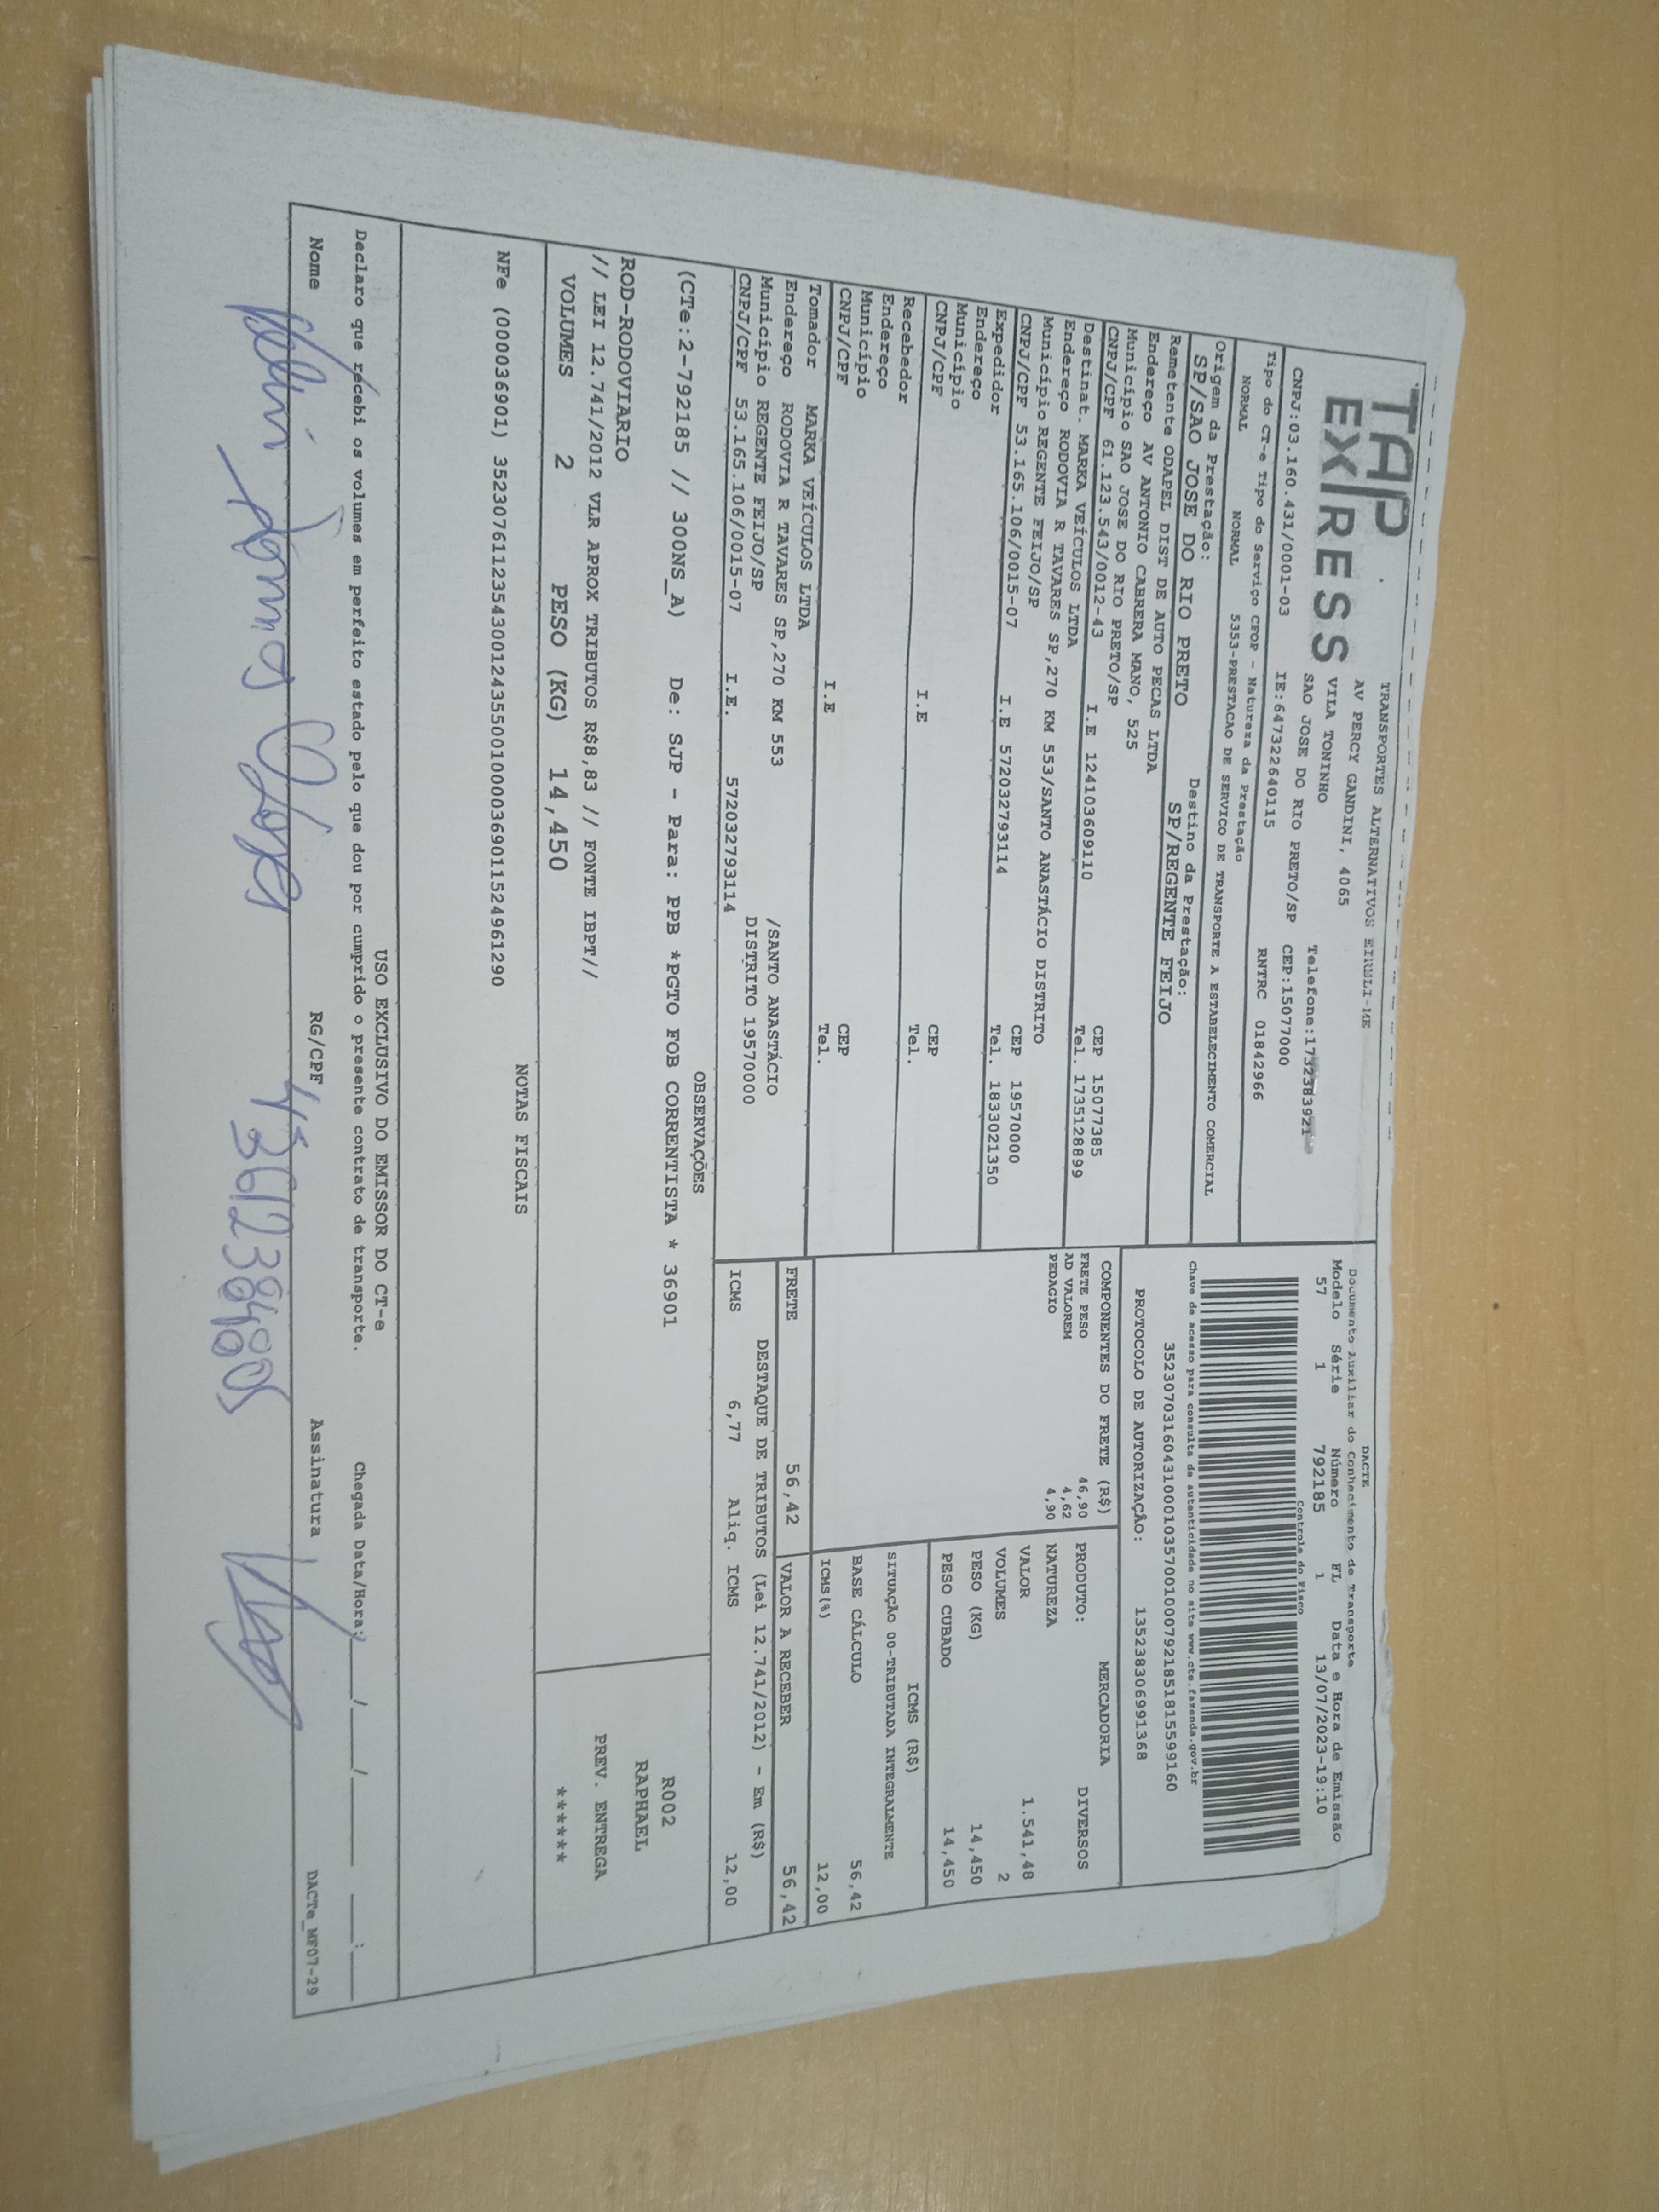 TAP EXPRESS
TRANSPORTES ALTERNATIVOS EIRELI-ME
AV PERCY GANDINI, 4065
VILA TONINHO
SAO JOSE DO RIO PRETO/SP
Telefone:1732383921
CNPJ:03.160.431/0001-03 IE:647322640115 CEP:15077000
RNTRC 01842966
Tipo do CT-e Tipo do Serviço CFOP - Natureza da Prestação
NORMAL NORMAL 5353-PRESTACAO DE SERVICO DE TRANSPORTE A ESTABELECIMENTO COMERCIAL
Origem da Prestação: Destino da Prestação:
SP/SAO JOSE DO RIO PRETO SP/REGENTE FEIJO
Remetente ODAPEL DIST DE AUTO PECAS LTDA
Endereço AV ANTONIO CABRERA MANO, 525
Município SAO JOSE DO RIO PRETO/SP CEP 15077385
CNPJ/CPF 61.123.543/0012-43 I.E 124103609110 Tel. 1735128899
Destinat. MARKA VEÍCULOS LTDA
Endereço RODOVIA R TAVARES SP,270 KM 553/SANTO ANASTÁCIO DISTRITO
Município REGENTE FEIJO/SP CEP 19570000
CNPJ/CPF 53.165.106/0015-07 I.E 572032793114 Tel. 1833021350
Expedidor
Endereço
Município CEP
CNPJ/CPF I.E Tel.
Recebedor
Endereço
Município CEP
CNPJ/CPF I.E Tel.
Tomador MARKA VEÍCULOS LTDA
Endereço RODOVIA R TAVARES SP,270 KM 553 /SANTO ANASTÁCIO
Município REGENTE FEIJO/SP DISTRITO 19570000
CNPJ/CPF 53.165.106/0015-07 I.E. 572032793114
DACTE
Documento Auxiliar do Conhecimento de Transporte
Modelo Série Número FL Data e Hora de Emissão
57 1 792185 1 13/07/2023-19:10
Controle do Fisco
Chave de acesso para consulta de autenticidade no site www.cte.fazenda.gov.br
35230703160431000103570010007921851815599160
PROTOCOLO DE AUTORIZAÇÃO: 135238306991368
COMPONENTES DO FRETE (R$)
FRETE PESO 46,90
AD VALOREM 4,62
PEDAGIO 4,90
MERCADORIA
PRODUTO: DIVERSOS
NATUREZA
VALOR 1.541,48
VOLUMES 2
PESO (KG) 14,450
PESO CUBADO 14,450
ICMS (R$)
SITUAÇÃO 00-TRIBUTADA INTEGRALMENTE
BASE CÁLCULO 56,42
ICMS(%) 12,00
FRETE 56,42 VALOR A RECEBER 56,42
DESTAQUE DE TRIBUTOS (Lei 12.741/2012) - Em (R$)
ICMS 6,77 Aliq. ICMS 12,00
OBSERVAÇÕES
(CTe:2-792185 // 300NS_A) De: SJP - Para: PPB *PGTO FOB CORRENTISTA * 36901
ROD-RODOVIARIO
// LEI 12.741/2012 VLR APROX TRIBUTOS R$8,83 // FONTE IBPT//
R002
RAPHAEL
PREV. ENTREGA
******
VOLUMES 2 PESO (KG) 14,450
NOTAS FISCAIS
NFe (000036901) 35230761123543001243550010000369011524961290
USO EXCLUSIVO DO EMISSOR DO CT-e
Declaro que recebi os volumes em perfeito estado pelo que dou por cumprido o presente contrato de transporte. Chegada Data/Hora:___/___/___ ___:___
Nome RG/CPF Assinatura DACTe_MF07-29